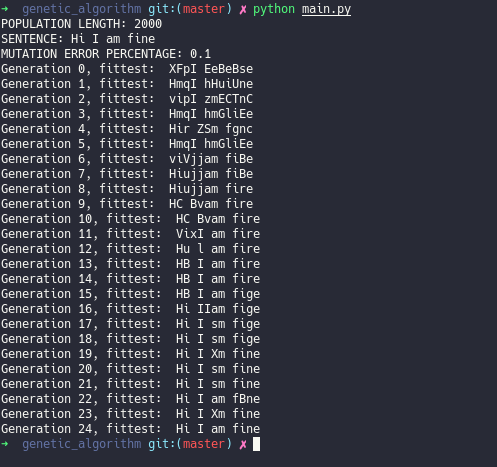 ➜  genetic_algorithm git:(master) ✗ python main.py
POPULATION LENGTH: 2000
SENTENCE: Hi I am fine
MUTATION ERROR PERCENTAGE: 0.1
Generation 0, fittest:  XFpI EeBeBse
Generation 1, fittest:  HmqI hHuiUne
Generation 2, fittest:  vipI zmECTnC
Generation 3, fittest:  HmqI hmGliEe
Generation 4, fittest:  Hir ZSm fgnc
Generation 5, fittest:  HmqI hmGliEe
Generation 6, fittest:  viVjjam fiBe
Generation 7, fittest:  Hiujjam fiBe
Generation 8, fittest:  Hiujjam fire
Generation 9, fittest:  HC Bvam fire
Generation 10, fittest:  HC Bvam fire
Generation 11, fittest:  VixI am fire
Generation 12, fittest:  Hu l am fire
Generation 13, fittest:  HB I am fire
Generation 14, fittest:  HB I am fire
Generation 15, fittest:  HB I am fige
Generation 16, fittest:  Hi IIam fige
Generation 17, fittest:  Hi I sm fige
Generation 18, fittest:  Hi I sm fige
Generation 19, fittest:  Hi I Xm fine
Generation 20, fittest:  Hi I sm fine
Generation 21, fittest:  Hi I sm fine
Generation 22, fittest:  Hi I am fBne
Generation 23, fittest:  Hi I Xm fine
Generation 24, fittest:  Hi I am fine
➜  genetic_algorithm git:(master) ✗